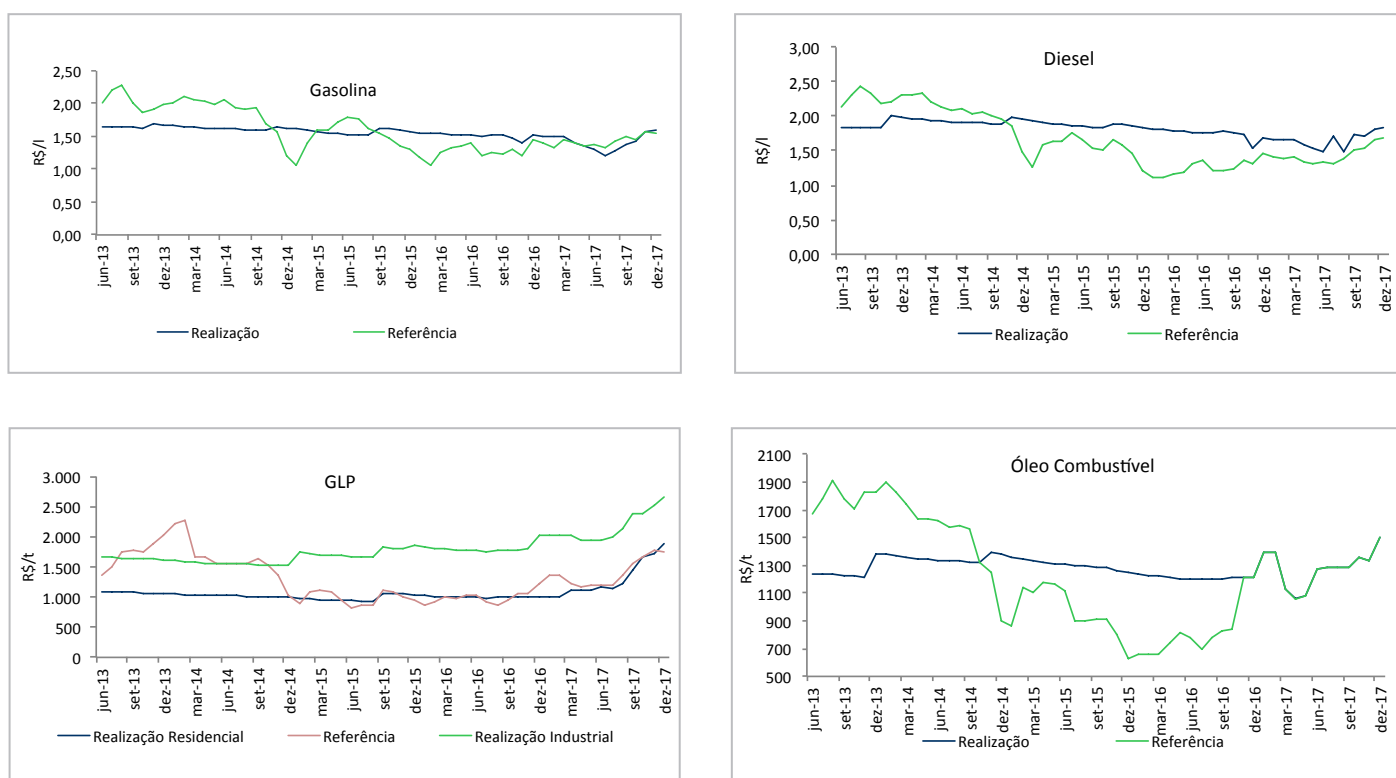 Gasolina
R$/l
2,50
2,00
1,50
1,00
0,50
0,00
jun-13
set-13
dez-13
mar-14
jun-14
set-14
dez-14
mar-15
jun-15
set-15
dez-15
mar-16
jun-16
set-16
dez-16
mar-17
jun-17
set-17
dez-17
Realização Referência
Diesel
R$/l
3,00
2,50
2,00
1,50
1,00
0,50
0,00
jun-13
set-13
dez-13
mar-14
jun-14
set-14
dez-14
mar-15
jun-15
set-15
dez-15
mar-16
jun-16
set-16
dez-16
mar-17
jun-17
set-17
dez-17
Realização Referência
GLP
R$/t
3.000
2.500
2.000
1.500
1.000
500
0
jun-13
set-13
dez-13
mar-14
jun-14
set-14
dez-14
mar-15
jun-15
set-15
dez-15
mar-16
jun-16
set-16
dez-16
mar-17
jun-17
set-17
dez-17
Realização Residencial Referência Realização Industrial
Óleo Combustível
R$/t
2100
1900
1700
1500
1300
1100
900
700
500
jun-13
set-13
dez-13
mar-14
jun-14
set-14
dez-14
mar-15
jun-15
set-15
dez-15
mar-16
jun-16
set-16
dez-16
mar-17
jun-17
set-17
dez-17
Realização Referência